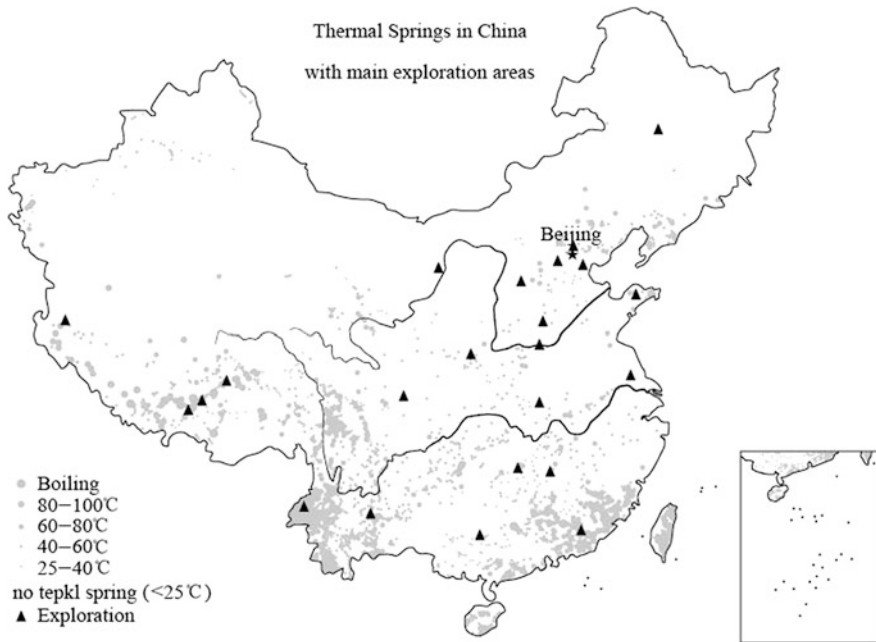 Thermal Springs in China
with main exploration areas
Beijing
Boiling
80–100℃
60–80℃
40–60℃
25–40℃
no tepkl spring (<25℃)
Exploration